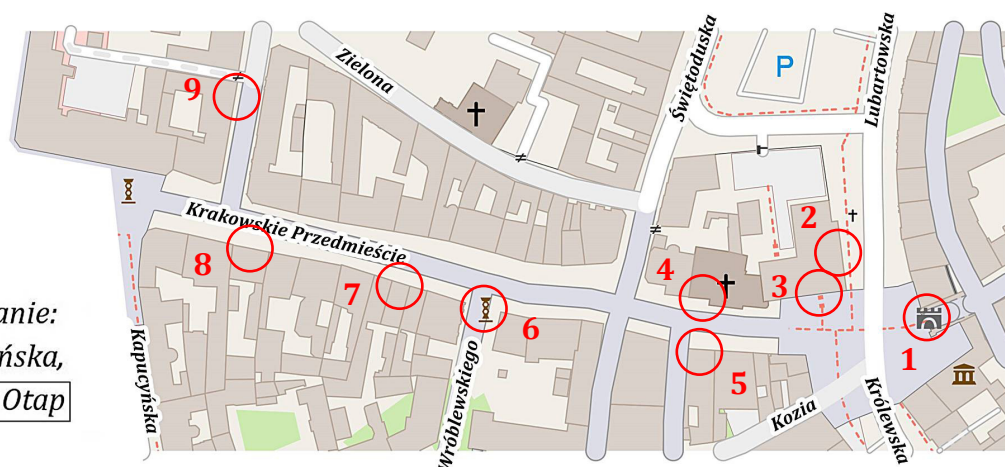 Zielona
Świętoduska
Lubartowska
P
9
Krakowskie Przedmieście
2
8
4
7
3
6
1
5
anie:
ńska,
Otap
Kapucyńska
Wróblewskiego
Kozia
Królewska